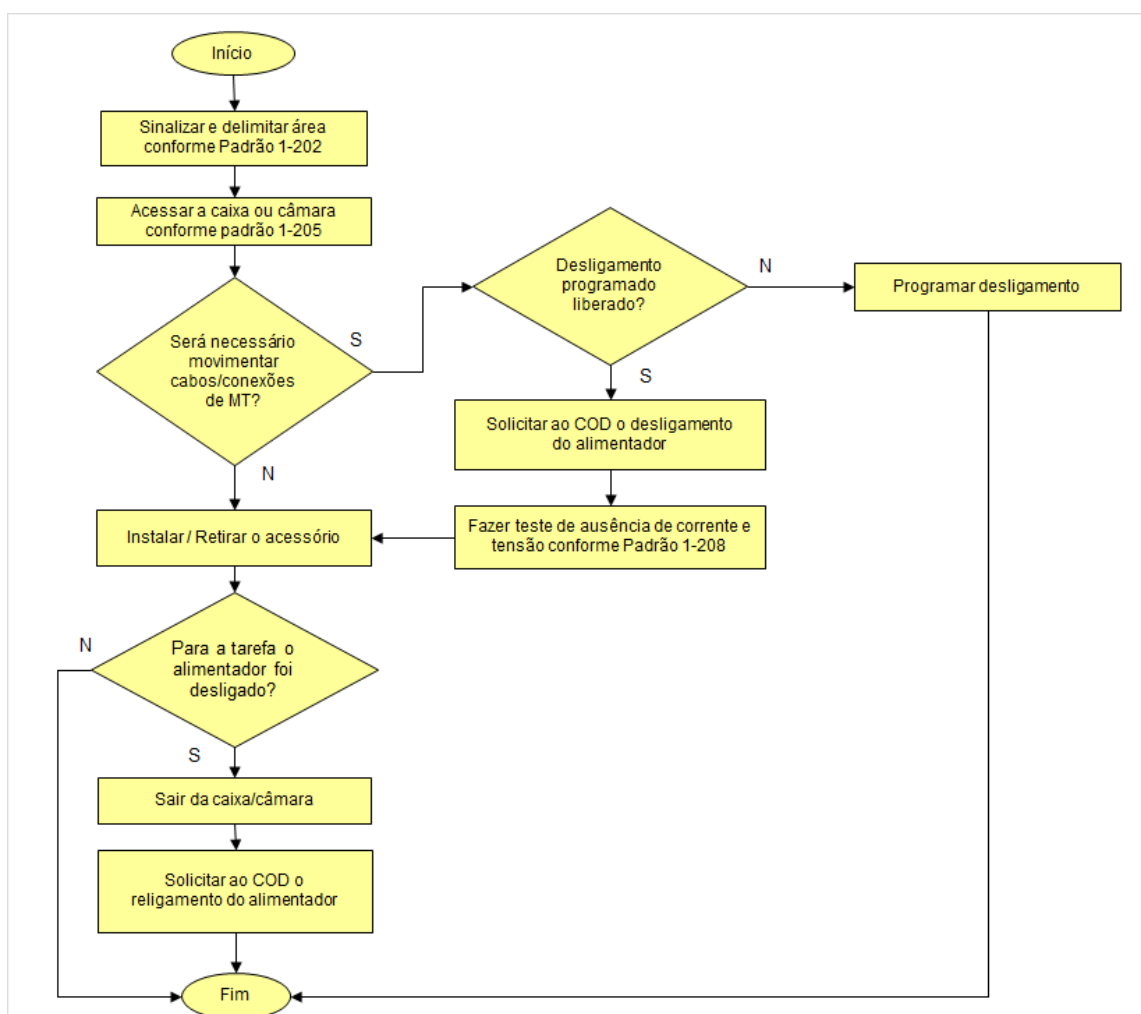 Início
Sinalizar e delimitar área
conforme Padrão 1-202
Acessar a caixa ou câmara
conforme padrão 1-205
Será necessário
movimentar
cabos/conexões
de MT?
S
N
Desligamento
programado
liberado?
N
S
Programar desligamento
Solicitar ao COD o desligamento
do alimentador
Fazer teste de ausência de corrente e
tensão conforme Padrão 1-208
Instalar / Retirar o acessório
Para a tarefa o
alimentador foi
desligado?
N
S
Sair da caixa/câmara
Solicitar ao COD o
religamento do alimentador
Fim